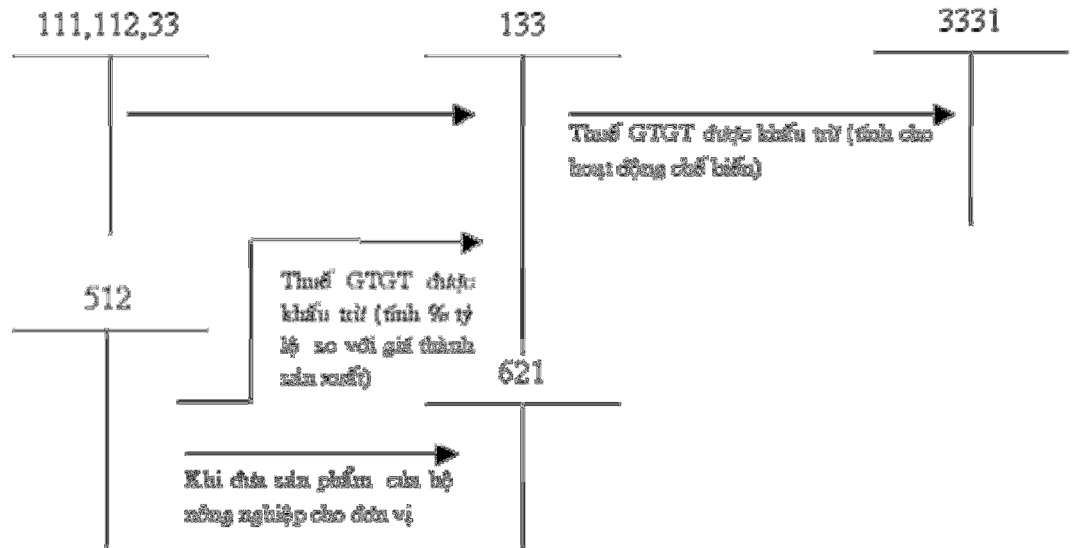 111,112,33
133
3331
Thuế GTGT được khấu trừ (tính cho
hoạt động chế biến)
512
Thuế GTGT được
khấu trừ (tính % tỷ
lệ so với giá thành
sản xuất)
621
Khi đưa sản phẩm của bộ
nông nghiệp cho đơn vị